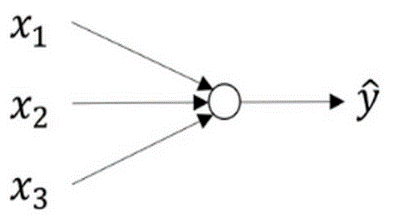 x₁
x₂ ŷ
x₃